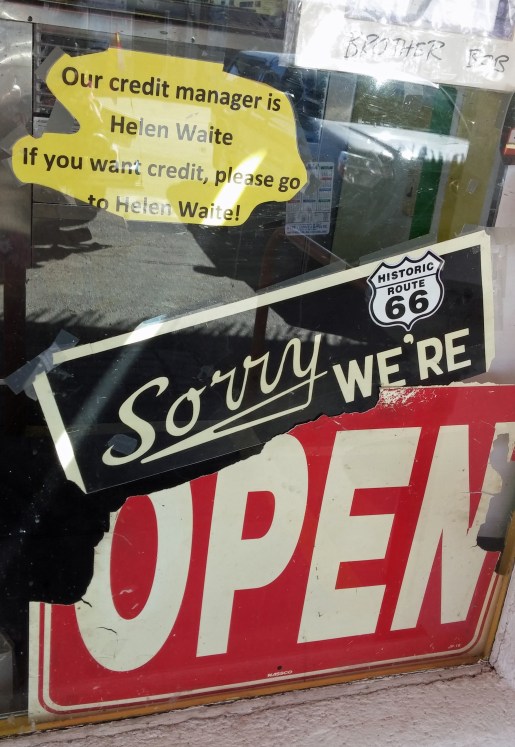 BROTHER BOB
Our credit manager is
Helen Waite
If you want credit, please go
to Helen Waite!
HISTORIC
ROUTE
66
Sorry WE'RE
OPEN